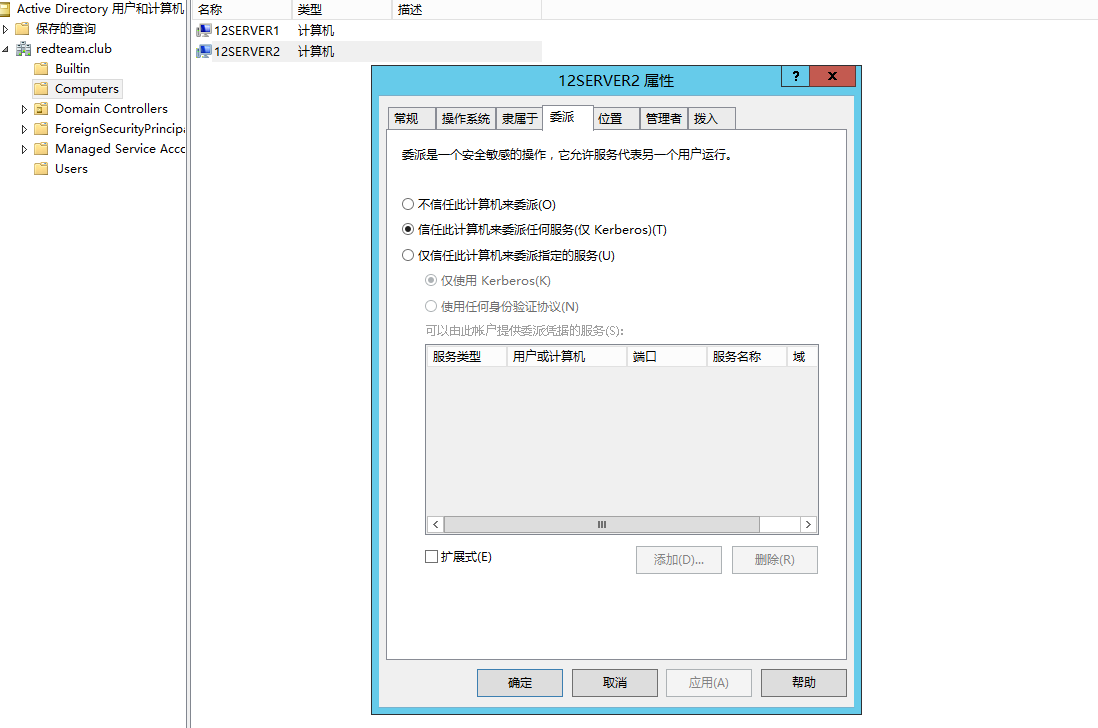 Active Directory 用户和计算机
保存的查询
redteam.club
Builtin
Computers
Domain Controllers
ForeignSecurityPrincipa
Managed Service Acco
Users
名称 类型 描述
12SERVER1 计算机
12SERVER2 计算机
12SERVER2 属性
? x
常规 操作系统 隶属于 委派 位置 管理者 拨入
委派是一个安全敏感的操作，它允许服务代表另一个用户运行。
不信任此计算机来委派(O)
信任此计算机来委派任何服务(仅 Kerberos)(T)
仅信任此计算机来委派指定的服务(U)
仅使用 Kerberos(K)
使用任何身份验证协议(N)
可以由此帐户提供委派凭据的服务(S):
服务类型 用户或计算机 端口 服务名称 域
扩展式(E) 添加(D)... 删除(R)
确定 取消 应用(A) 帮助